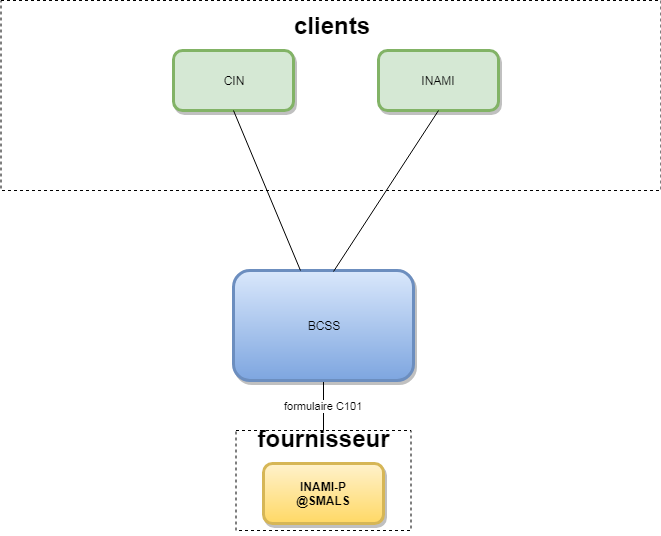 clients
CIN
INAMI
BCSS
formulaire C101
fournisseur
INAMI-P
@SMALS